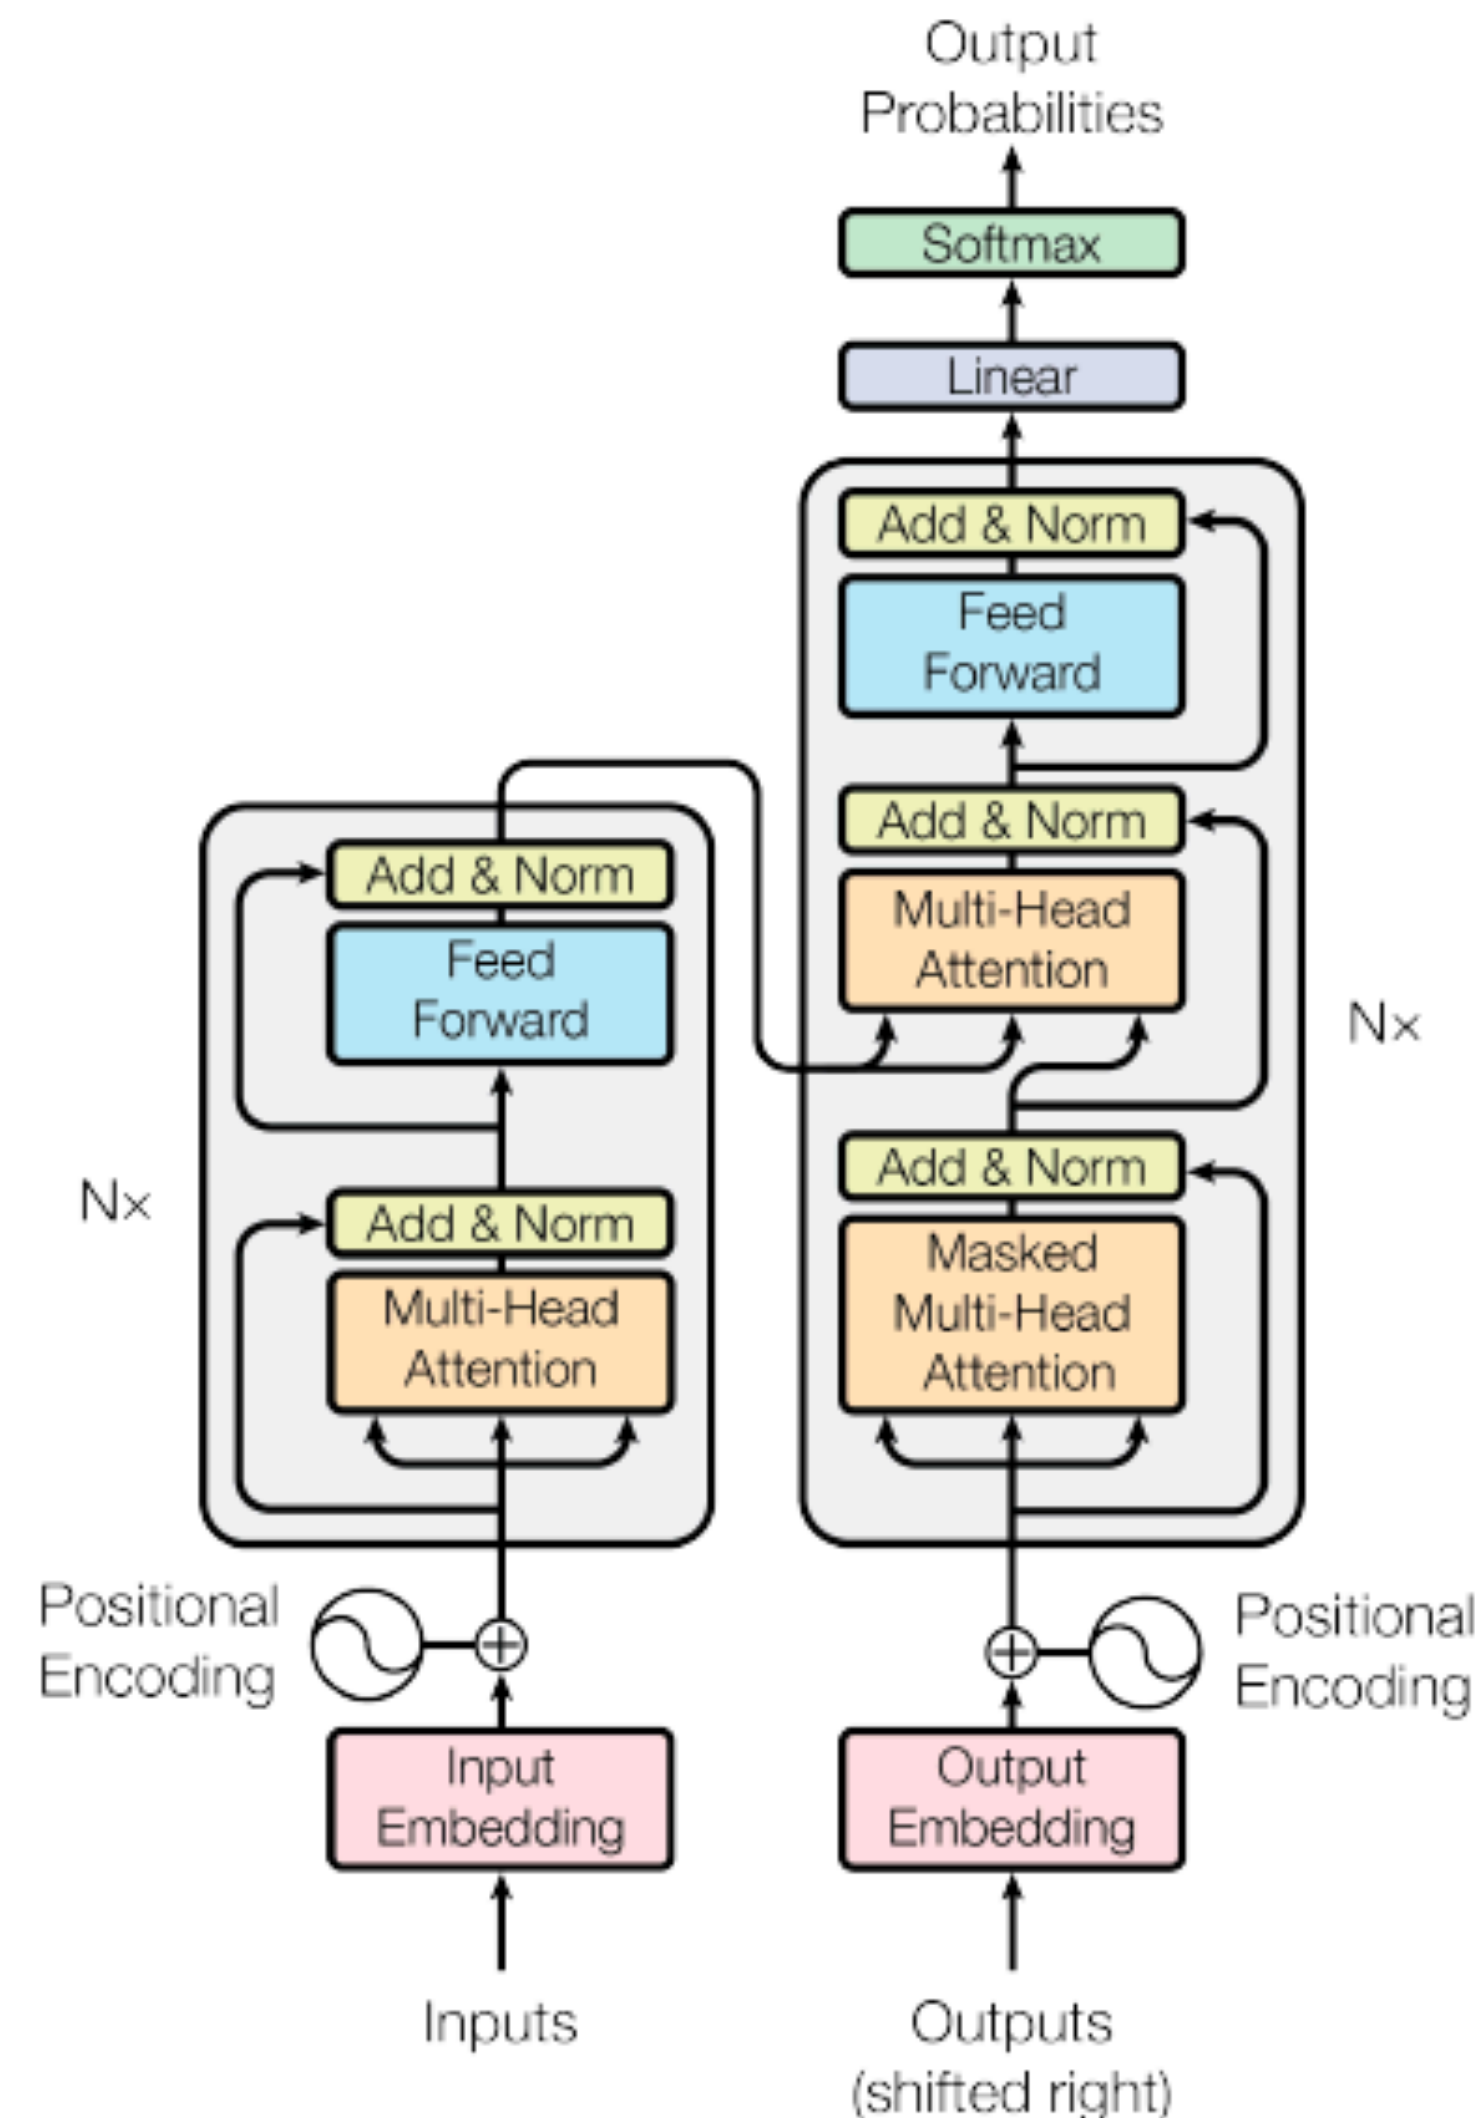 Output
Probabilities
Softmax
Linear
Add & Norm
Feed
Forward
Add & Norm
Multi-Head
Attention
Add & Norm
Masked
Multi-Head
Attention
N×
Add & Norm
Feed
Forward
Add & Norm
Multi-Head
Attention
N×
Positional
Encoding
Positional
Encoding
Input
Embedding
Output
Embedding
Inputs
Outputs
(shifted right)